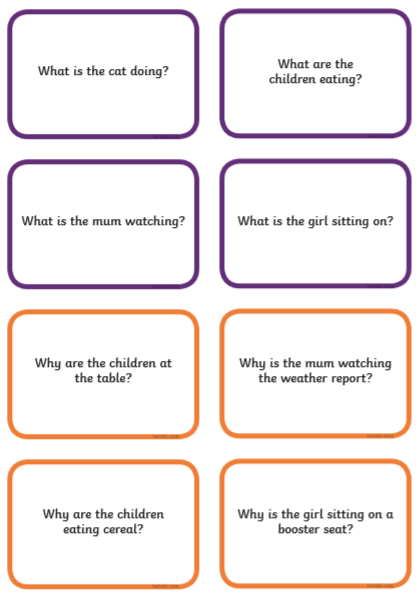 What is the cat doing?
What are the
children eating?
What is the mum watching?
What is the girl sitting on?
Why are the children at
the table?
Why is the mum watching
the weather report?
Why are the children
eating cereal?
Why is the girl sitting on a
booster seat?